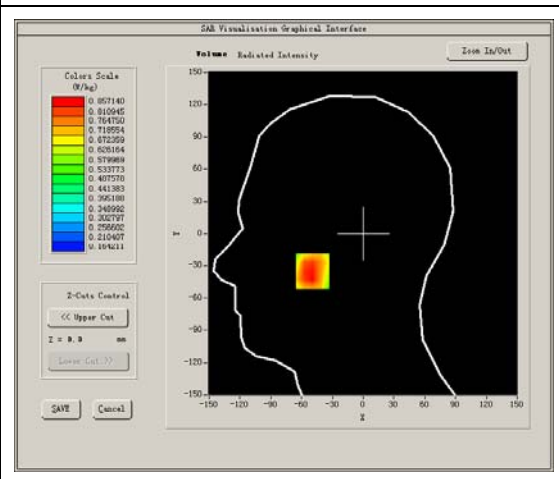 SAR Visualisation Graphical Interface
Volume Radiated Intensity
Zoom In/Out
Colors Scale
(W/kg)
0.857140
0.810945
0.764750
0.718554
0.672359
0.626164
0.579969
0.533773
0.487578
0.441383
0.395188
0.348992
0.302797
0.256602
0.210407
0.164211
Z-Cuts Control
<< Upper Cut
Z = 0.0 mm
Lower Cut >>
SAVE
Cancel
150
120
90
60
30
0
-30
-60
-90
-120
-150
Y
-150 -120 -90 -60 -30 0 30 60 90 120 150
X